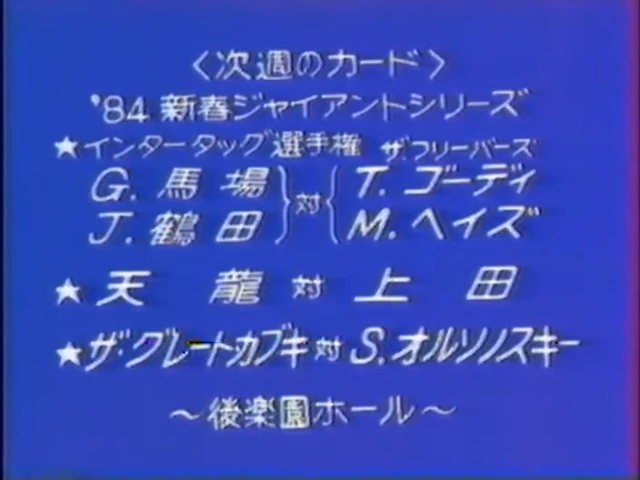 〈次週のカード〉
'84 新春ジャイアントシリーズ
★インタータッグ選手権 ザ・フリーバーズ
G. 馬場 対 T. ゴーディ
J. 鶴田 M. ヘイズ
★天龍 対 上田
★ザ・グレートカブキ 対 S. オルソノスキー
～後楽園ホール～